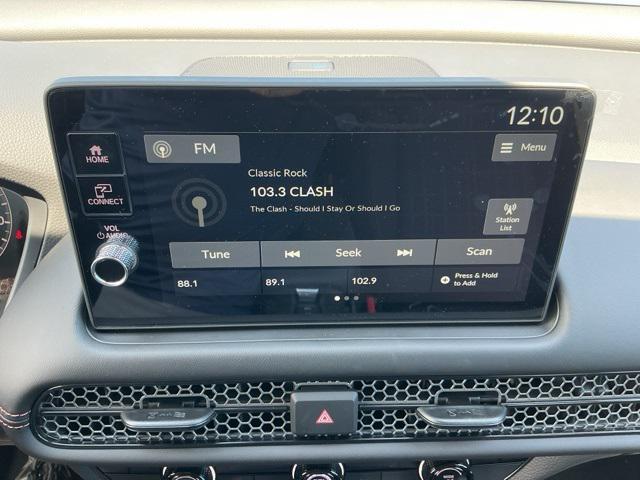 12:10
HOME
FM
Menu
Classic Rock
103.3 CLASH
The Clash - Should I Stay Or Should I Go
CONNECT
Station
List
VOL
AUDIO
Tune
Seek
Scan
88.1
89.1
102.9
Press & Hold
to Add